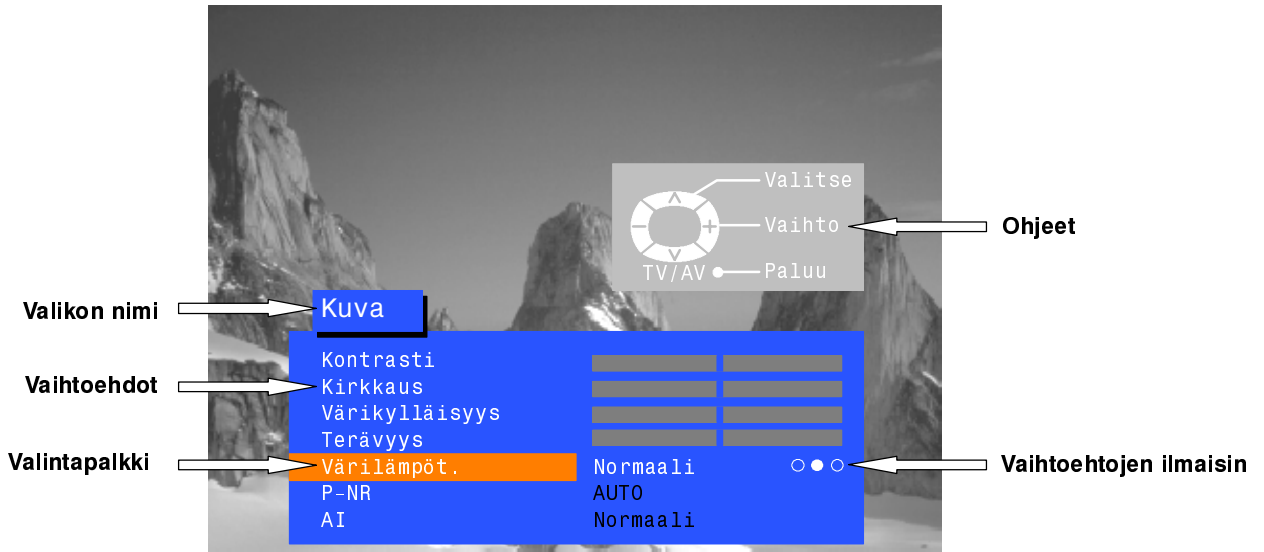 Valitse
Vaihto
Ohjeet
TV/AV Paluu
Valikon nimi
Kuva
Kontrasti
Vaihtoehdot
Kirkkaus
Värikylläisyys
Terävyys
Valintapalkki
Värilämpöt. Normaali
Vaihtoehtojen ilmaisin
P-NR AUTO
AI Normaali